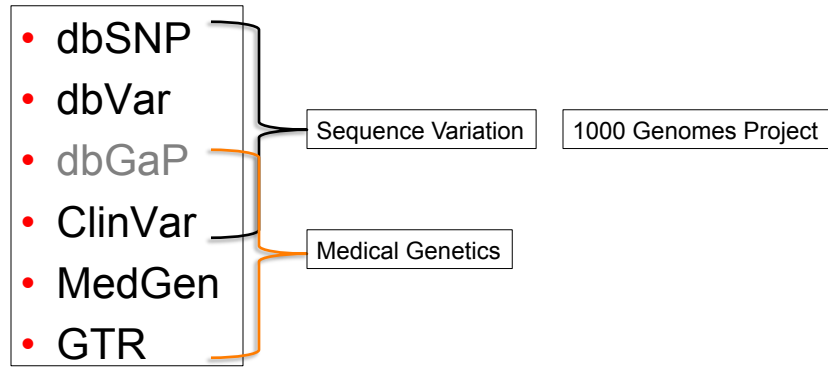 • dbSNP
• dbVar
• dbGaP
• ClinVar
• MedGen
• GTR
Sequence Variation
1000 Genomes Project
Medical Genetics